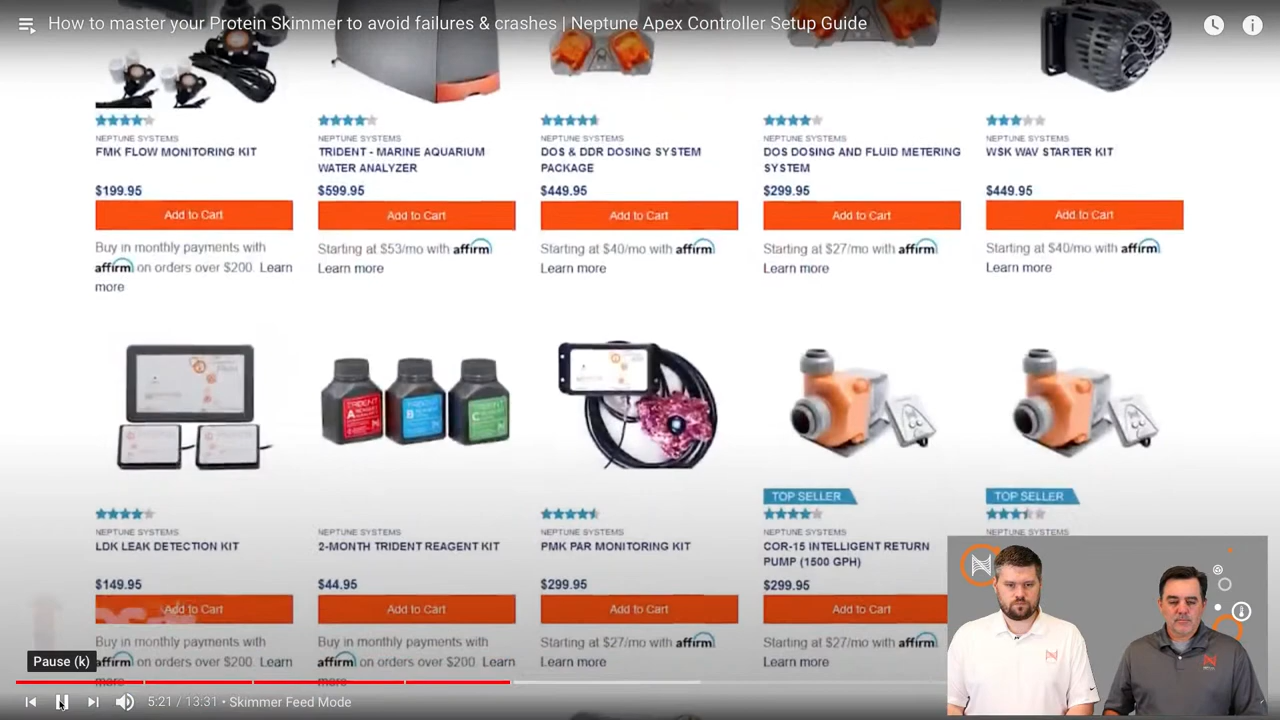 How to master your Protein Skimmer to avoid failures & crashes | Neptune Apex Controller Setup Guide
NEPTUNE SYSTEMS
FMK FLOW MONITORING KIT
$199.95
Add to Cart
Buy in monthly payments with
affirm on orders over $200. Learn
more
NEPTUNE SYSTEMS
TRIDENT - MARINE AQUARIUM
WATER ANALYZER
$599.95
Add to Cart
Starting at $53/mo with affirm
Learn more
NEPTUNE SYSTEMS
DOS & DDR DOSING SYSTEM
PACKAGE
$449.95
Add to Cart
Starting at $40/mo with affirm
Learn more
NEPTUNE SYSTEMS
DOS DOSING AND FLUID METERING
SYSTEM
$299.95
Add to Cart
Starting at $27/mo with affirm
Learn more
NEPTUNE SYSTEMS
WSK WAV STARTER KIT
$449.95
Add to Cart
Starting at $40/mo with affirm
Learn more
NEPTUNE SYSTEMS
LDK LEAK DETECTION KIT
$149.95
Add to Cart
Buy in monthly payments with
affirm on orders over $200. Learn
TRIDENT
A
TRIDENT
B
TRIDENT
C
NEPTUNE SYSTEMS
2-MONTH TRIDENT REAGENT KIT
$44.95
Add to Cart
Buy in monthly payments with
affirm on orders over $200. Learn
more
NEPTUNE SYSTEMS
PMK PAR MONITORING KIT
$299.95
Add to Cart
Starting at $27/mo with affirm
Learn more
TOP SELLER
NEPTUNE SYSTEMS
COR-15 INTELLIGENT RETURN
PUMP (1500 GPH)
$299.95
Add to Cart
Starting at $27/mo with affirm
Learn more
TOP SELLER
NEPTUNE SYSTEMS
Pause (k)
5:21 / 13:31 • Skimmer Feed Mode